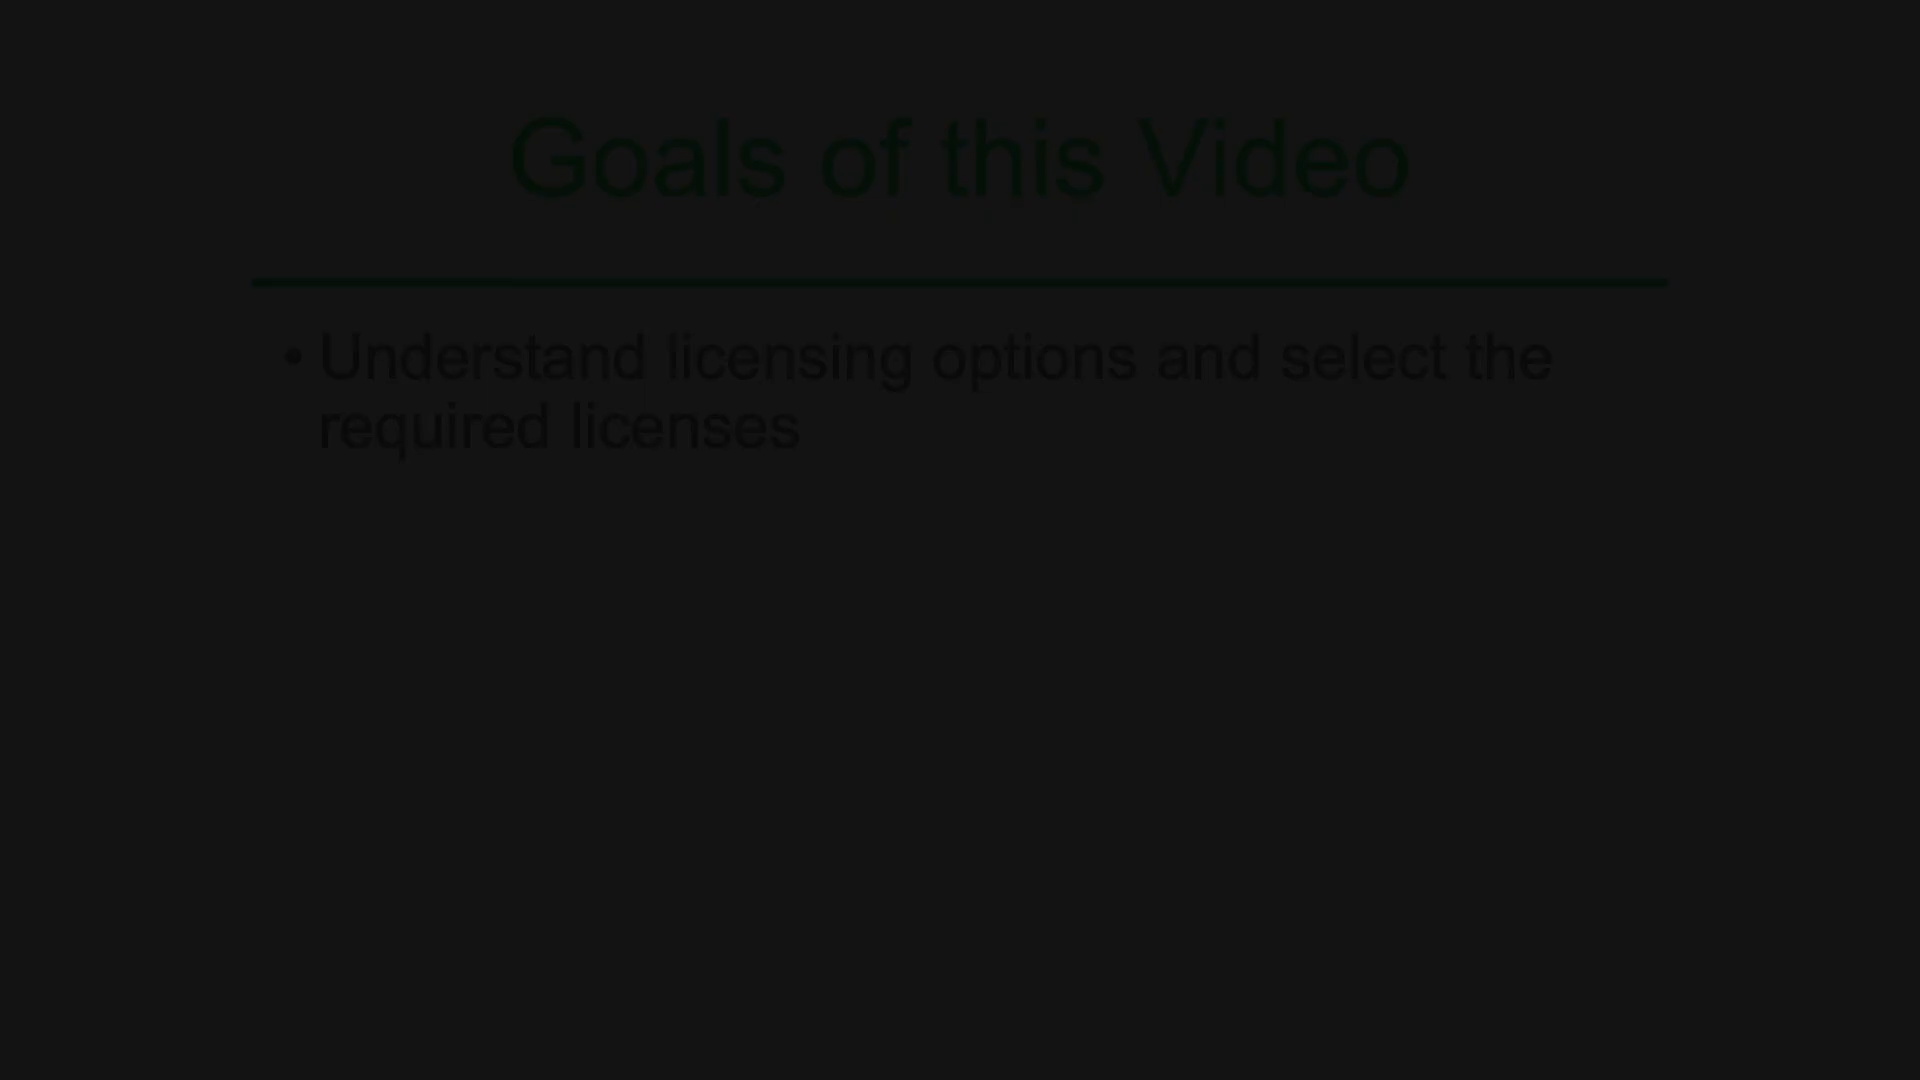 Goals of this Video
• Understand licensing options and select the
required licenses